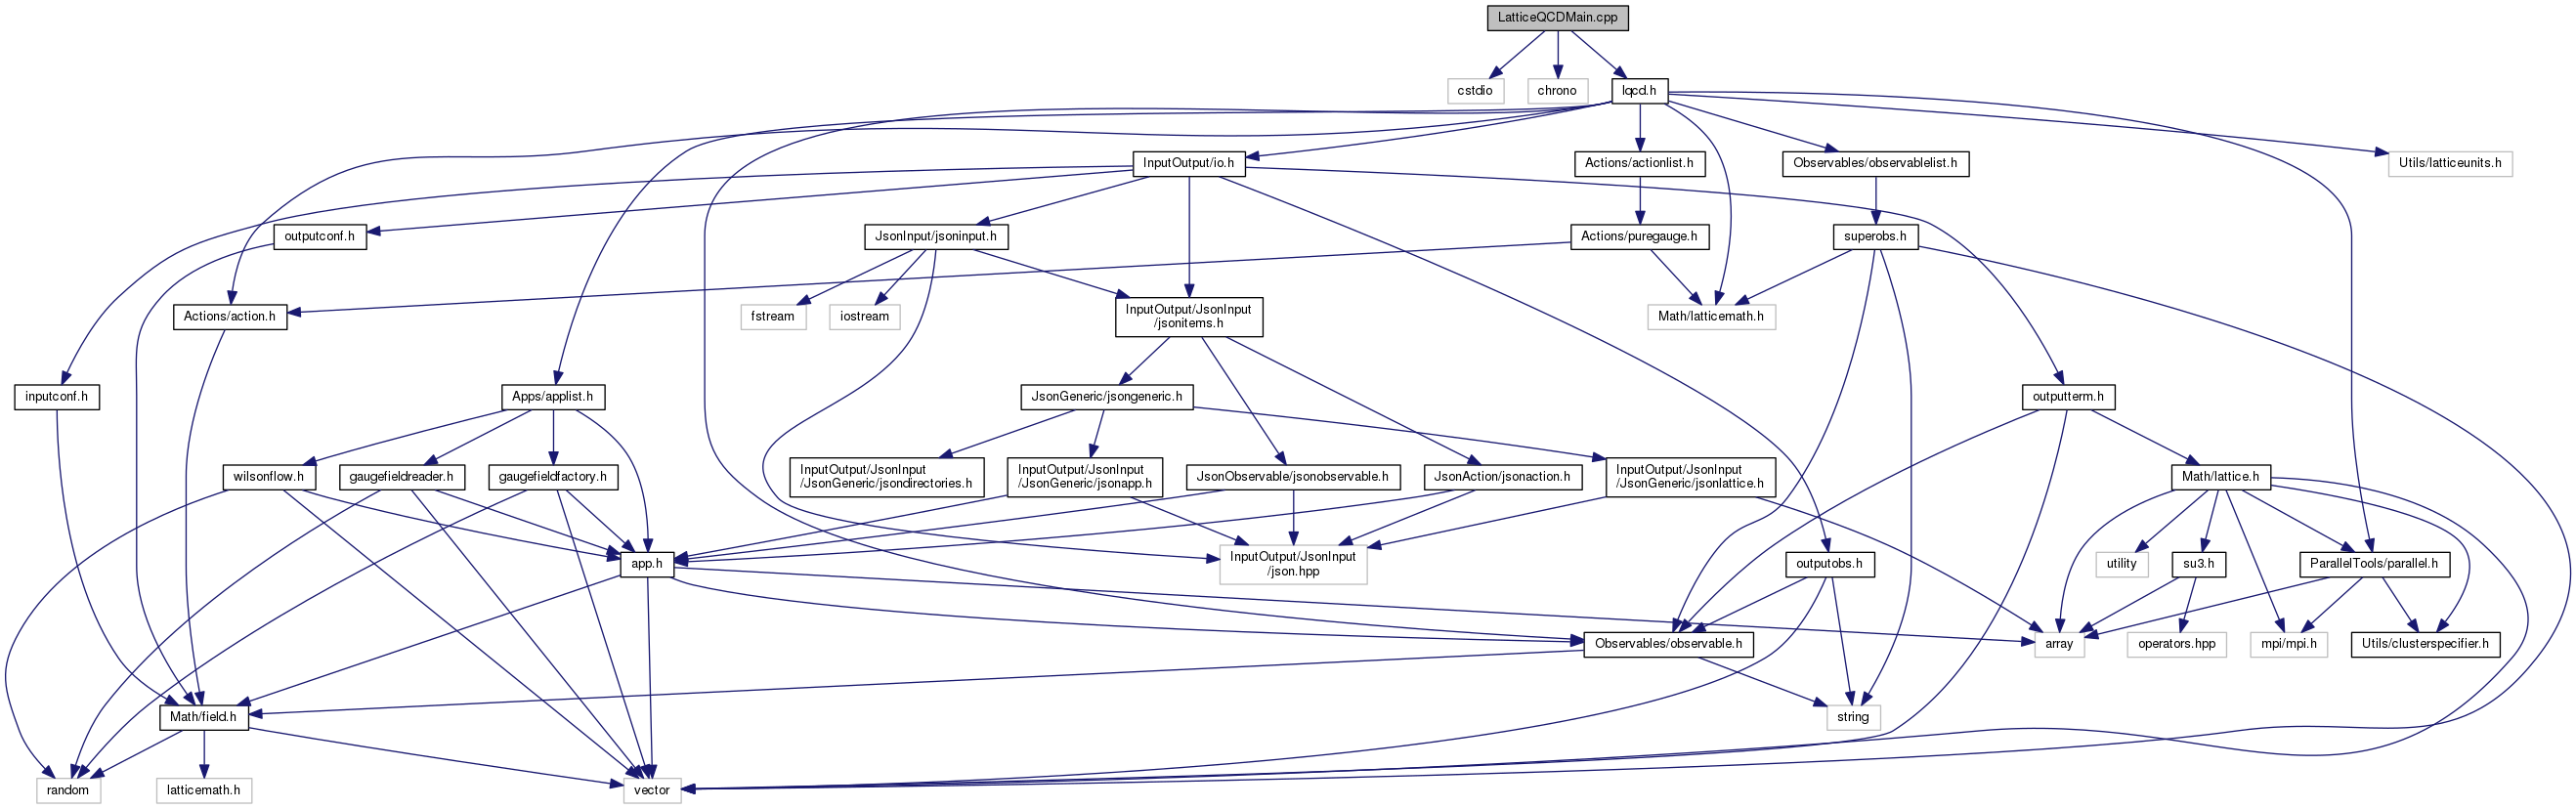 LatticeQCDMain.cpp
cstdio
chrono
lqcd.h
InputOutput/io.h
Actions/actionlist.h
Observables/observablelist.h
Utils/latticeunits.h
outputconf.h
JsonInput/jsoninput.h
Actions/puregauge.h
superobs.h
Actions/action.h
fstream
iostream
InputOutput/JsonInput
/jsonitems.h
Math/latticemath.h
inputconf.h
Apps/applist.h
JsonGeneric/jsongeneric.h
outputterm.h
wilsonflow.h
gaugefieldreader.h
gaugefieldfactory.h
InputOutput/JsonInput
/JsonGeneric/jsondirectories.h
InputOutput/JsonInput
/JsonGeneric/jsonapp.h
JsonObservable/jsonobservable.h
JsonAction/jsonaction.h
InputOutput/JsonInput
/JsonGeneric/jsonlattice.h
Math/lattice.h
app.h
InputOutput/JsonInput
/json.hpp
outputobs.h
utility
su3.h
ParallelTools/parallel.h
Observables/observable.h
array
operators.hpp
mpi/mpi.h
Utils/clusterspecifier.h
Math/field.h
string
random
latticemath.h
vector